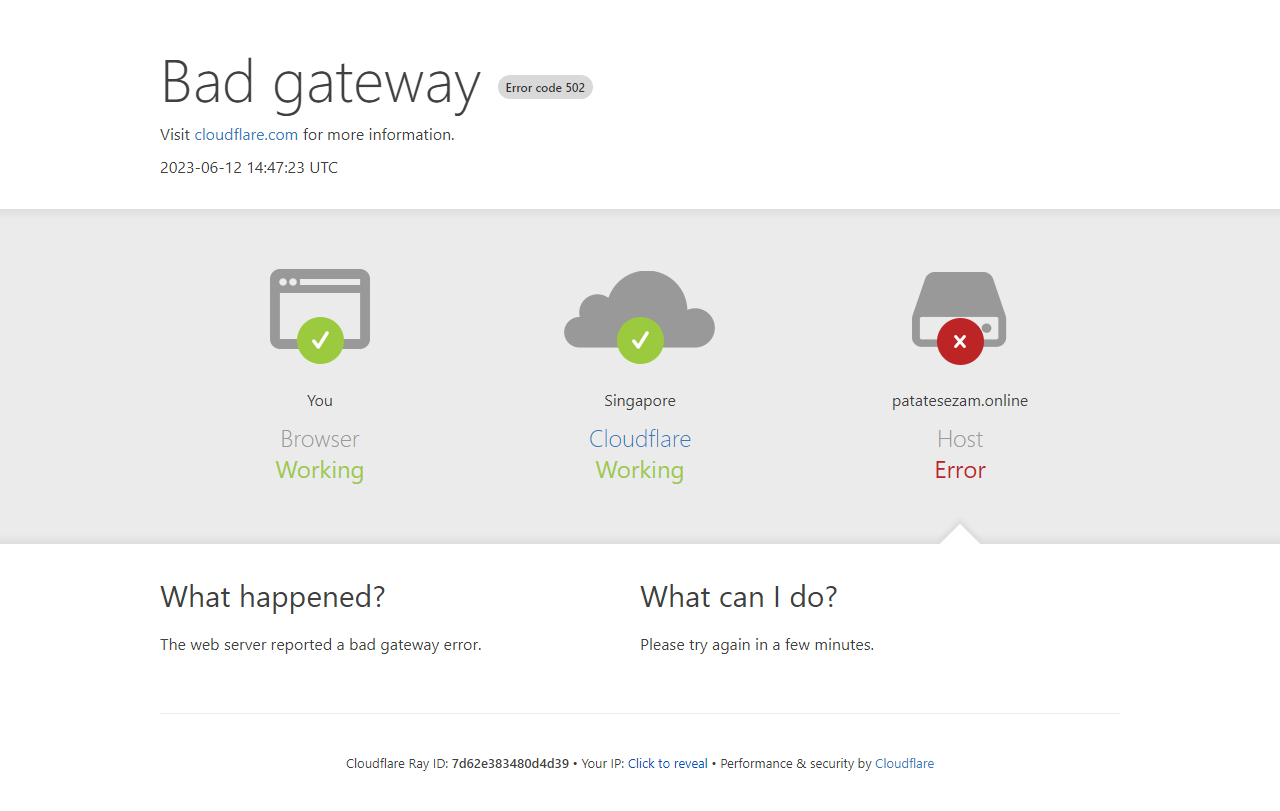 Bad gateway Error code 502
Visit cloudflare.com for more information.
2023-06-12 14:47:23 UTC
You
Browser
Working
Singapore
Cloudflare
Working
patatesezam.online
Host
Error
What happened?
The web server reported a bad gateway error.
What can I do?
Please try again in a few minutes.
Cloudflare Ray ID: 7d62e383480d4d39 • Your IP: Click to reveal • Performance & security by Cloudflare